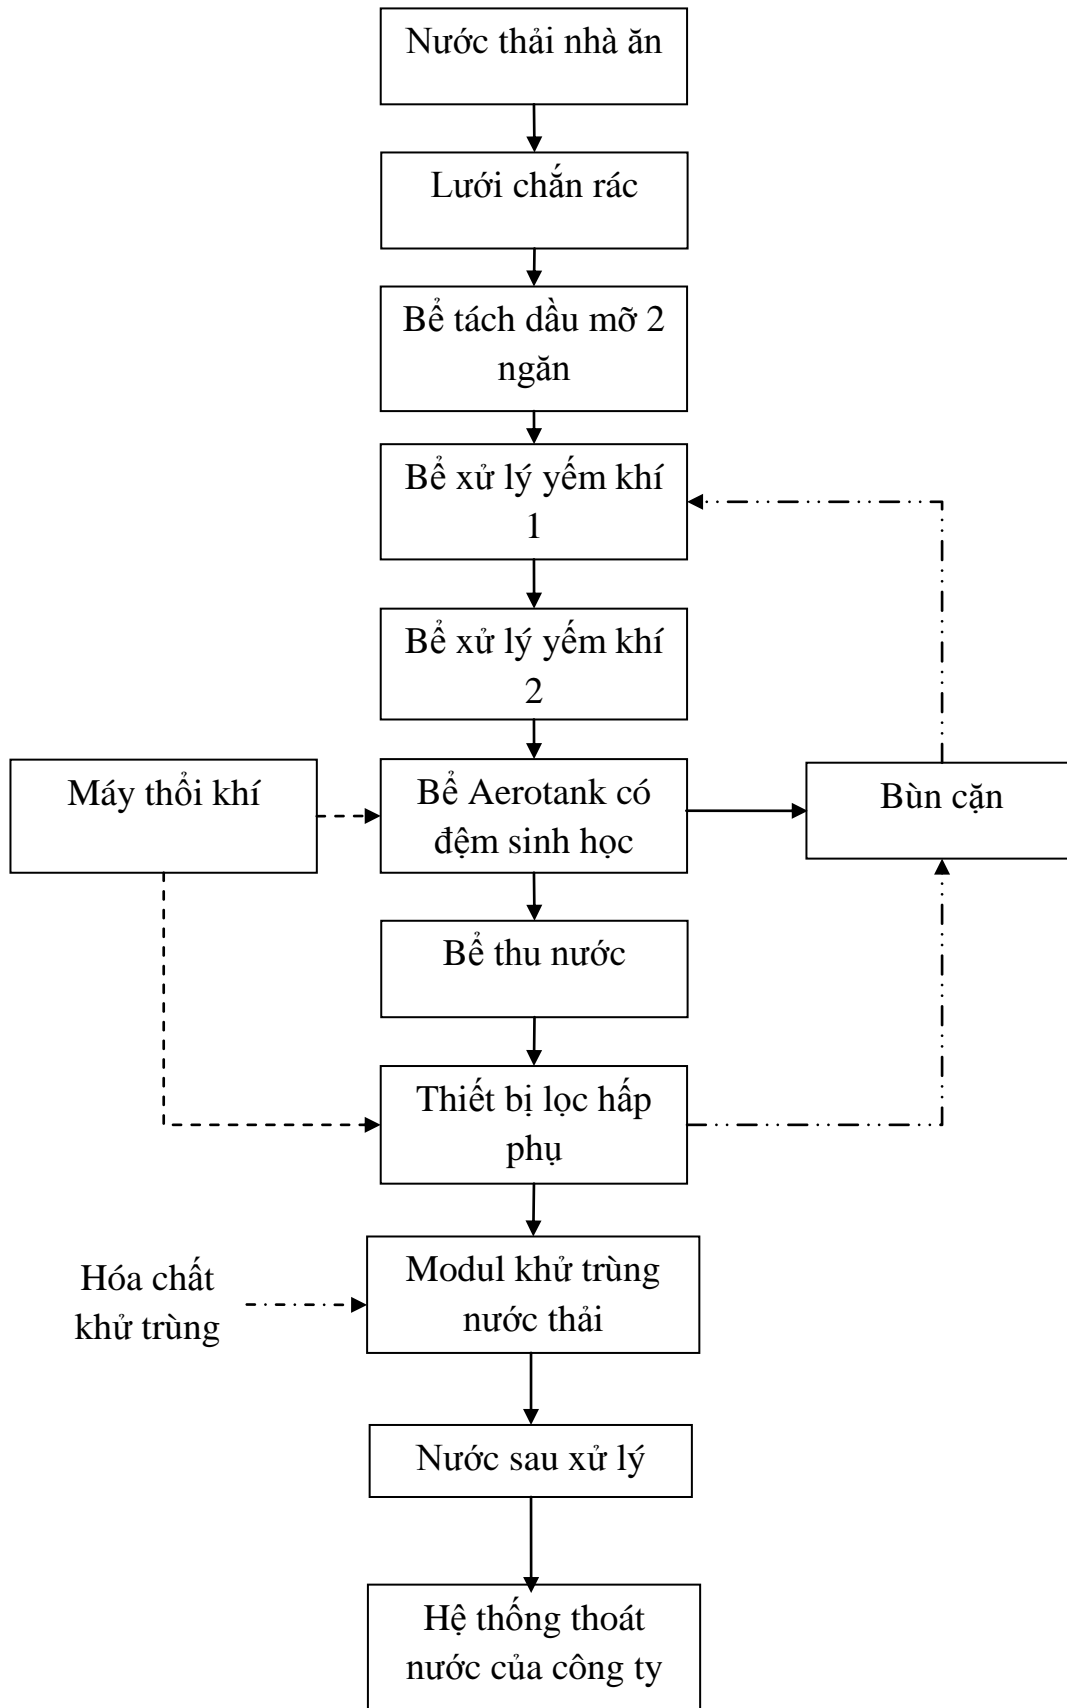 Nước thải nhà ăn
Lưới chắn rác
Bể tách dầu mỡ 2
ngăn
Bể xử lý yếm khí
1
Bể xử lý yếm khí
2
Máy thổi khí
Bể Aerotank có
đệm sinh học
Bùn cặn
Bể thu nước
Thiết bị lọc hấp
phụ
Hóa chất
khử trùng
Modul khử trùng
nước thải
Nước sau xử lý
Hệ thống thoát
nước của công ty